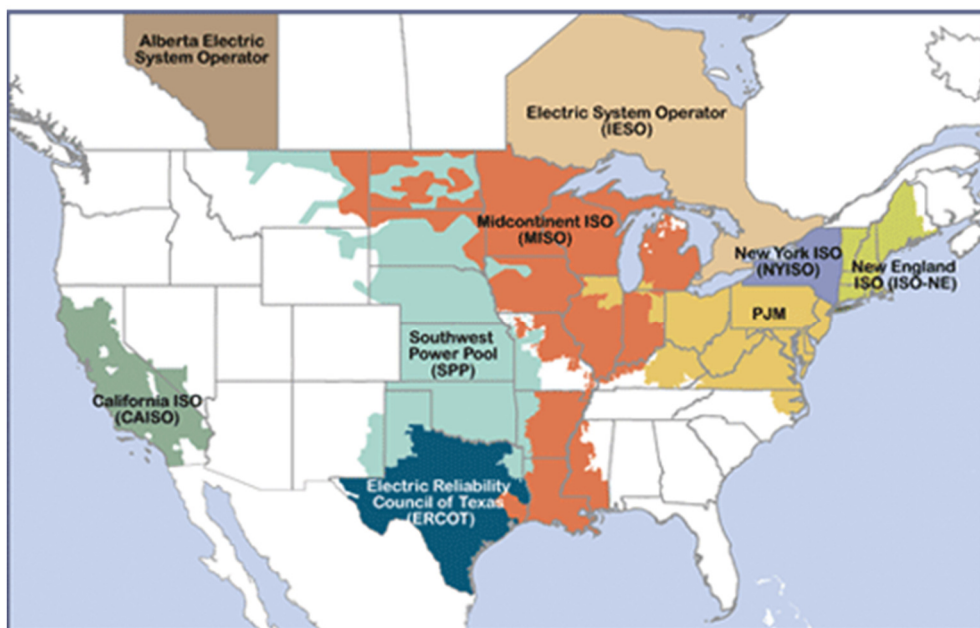 Alberta Electric
System Operator
Electric System Operator
(IESO)
Midcontinent ISO
(MISO)
New York ISO
(NYISO)
New England
ISO (ISO-NE)
PJM
Southwest
Power Pool
(SPP)
California ISO
(CAISO)
Electric Reliability
Council of Texas
(ERCOT)